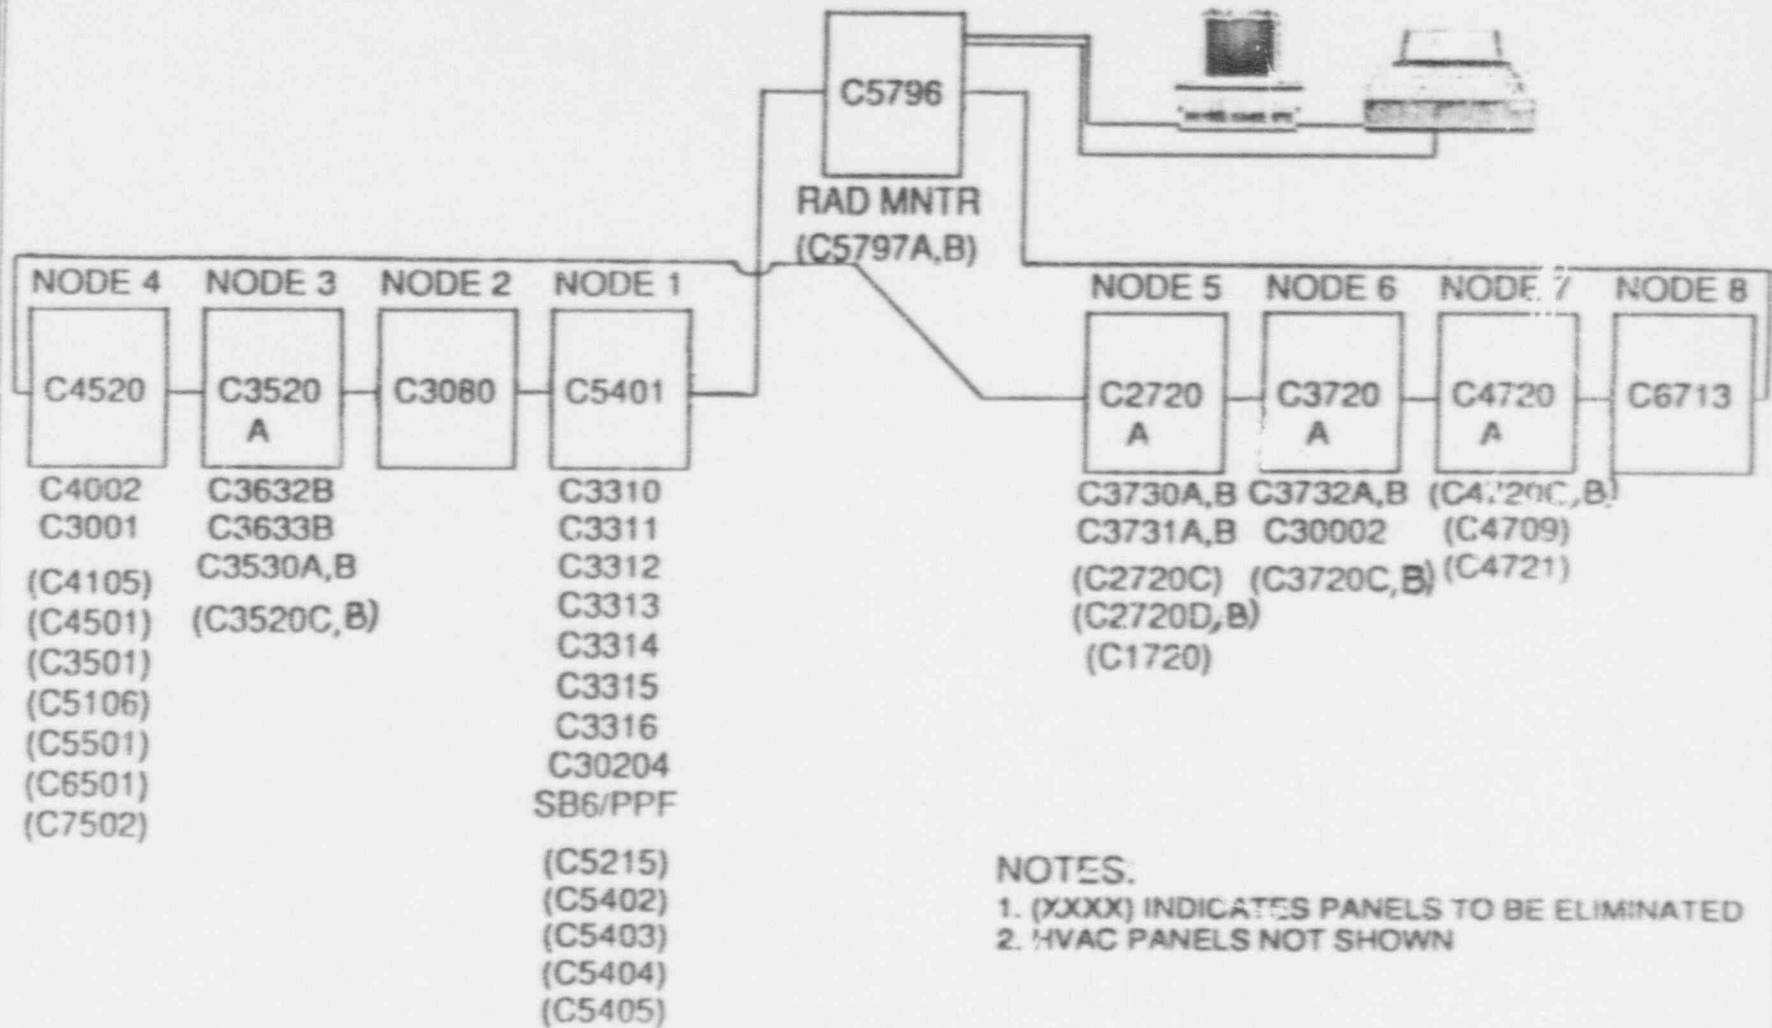 C5796
RAD MNTR
(C5797A,B)
NODE 4
C4520
C4002
C3001
(C4105)
(C4501)
(C3501)
(C5106)
(C5501)
(C6501)
(C7502)
NODE 3
C3520
A
C3632B
C3633B
C3530A,B
(C3520C,B)
NODE 2
C3080
NODE 1
C5401
C3310
C3311
C3312
C3313
C3314
C3315
C3316
C30204
SB6/PPF
(C5215)
(C5402)
(C5403)
(C5404)
(C5405)
NODE 5
C2720
A
C3730A,B
C3731A,B
(C2720C)
(C2720D,B)
(C1720)
NODE 6
C3720
A
C3732A,B
C30002
(C3720C,B)
NODE 7
C4720
A
(C4720C,B)
(C4709)
(C4721)
NODE 8
C6713
NOTES.
1. (XXXX) INDICATES PANELS TO BE ELIMINATED
2. HVAC PANELS NOT SHOWN